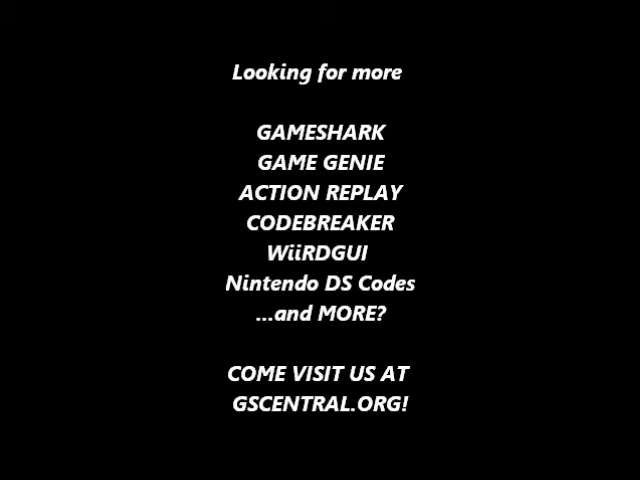 Looking for more
GAMESHARK
GAME GENIE
ACTION REPLAY
CODEBREAKER
WiiRDGUI
Nintendo DS Codes
...and MORE?
COME VISIT US AT
GSCENTRAL.ORG!